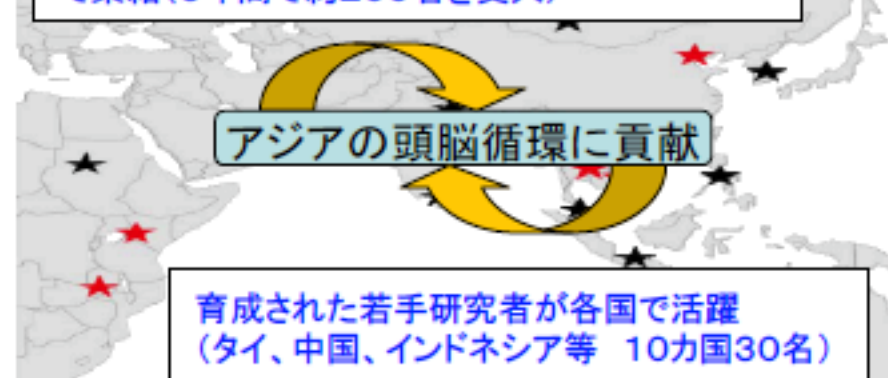 アジアの頭脳循環に貢献
育成された若手研究者が各国で活躍
（タイ、中国、インドネシア等　10カ国30名）